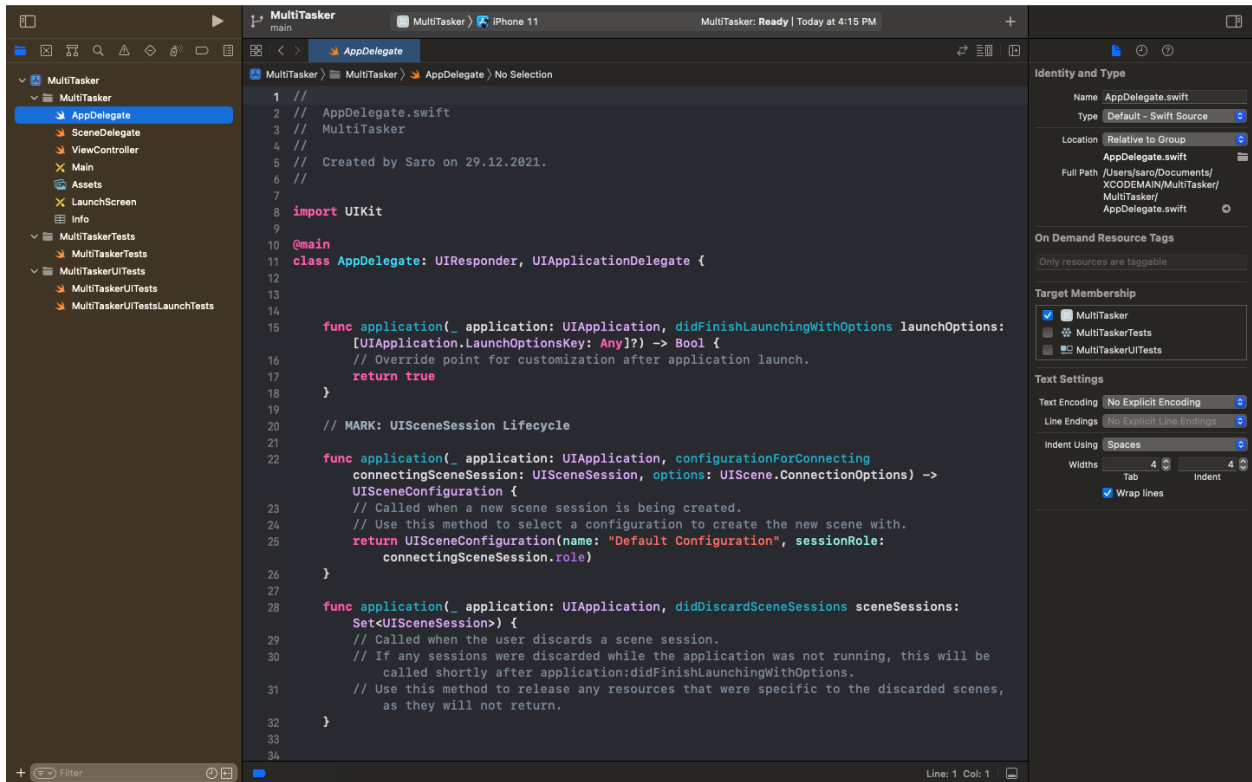 MultiTasker
main
MultiTasker
iPhone 11
MultiTasker: Ready | Today at 4:15 PM
AppDelegate
MultiTasker
MultiTasker
AppDelegate
SceneDelegate
ViewController
Main
Assets
LaunchScreen
Info
MultiTaskerTests
MultiTaskerTests
MultiTaskerUITests
MultiTaskerUITests
MultiTaskerUITestsLaunchTests
Filter
MultiTasker 〉 MultiTasker 〉 AppDelegate 〉 No Selection
1 //
2 //  AppDelegate.swift
3 //  MultiTasker
4 //
5 //  Created by Saro on 29.12.2021.
6 //
7
8 import UIKit
9
10 @main
11 class AppDelegate: UIResponder, UIApplicationDelegate {
12
13
14
15 func application(_ application: UIApplication, didFinishLaunchingWithOptions launchOptions:
[UIApplication.LaunchOptionsKey: Any]?) -> Bool {
16 // Override point for customization after application launch.
17 return true
18 }
19
20 // MARK: UISceneSession Lifecycle
21
22 func application(_ application: UIApplication, configurationForConnecting
connectingSceneSession: UISceneSession, options: UIScene.ConnectionOptions) ->
UISceneConfiguration {
23 // Called when a new scene session is being created.
24 // Use this method to select a configuration to create the new scene with.
25 return UISceneConfiguration(name: "Default Configuration", sessionRole:
connectingSceneSession.role)
26 }
27
28 func application(_ application: UIApplication, didDiscardSceneSessions sceneSessions:
Set<UISceneSession>) {
29 // Called when the user discards a scene session.
30 // If any sessions were discarded while the application was not running, this will be
called shortly after application:didFinishLaunchingWithOptions.
31 // Use this method to release any resources that were specific to the discarded scenes,
as they will not return.
32 }
33
34
Line: 1 Col: 1
Identity and Type
Name AppDelegate.swift
Type Default - Swift Source
Location Relative to Group
AppDelegate.swift
Full Path /Users/saro/Documents/
XCODEMAIN/MultiTasker/
MultiTasker/
AppDelegate.swift
On Demand Resource Tags
Only resources are taggable
Target Membership
MultiTasker
MultiTaskerTests
MultiTaskerUITests
Text Settings
Text Encoding No Explicit Encoding
Line Endings No Explicit Line Endings
Indent Using Spaces
Widths 4 4
Tab Indent
Wrap lines